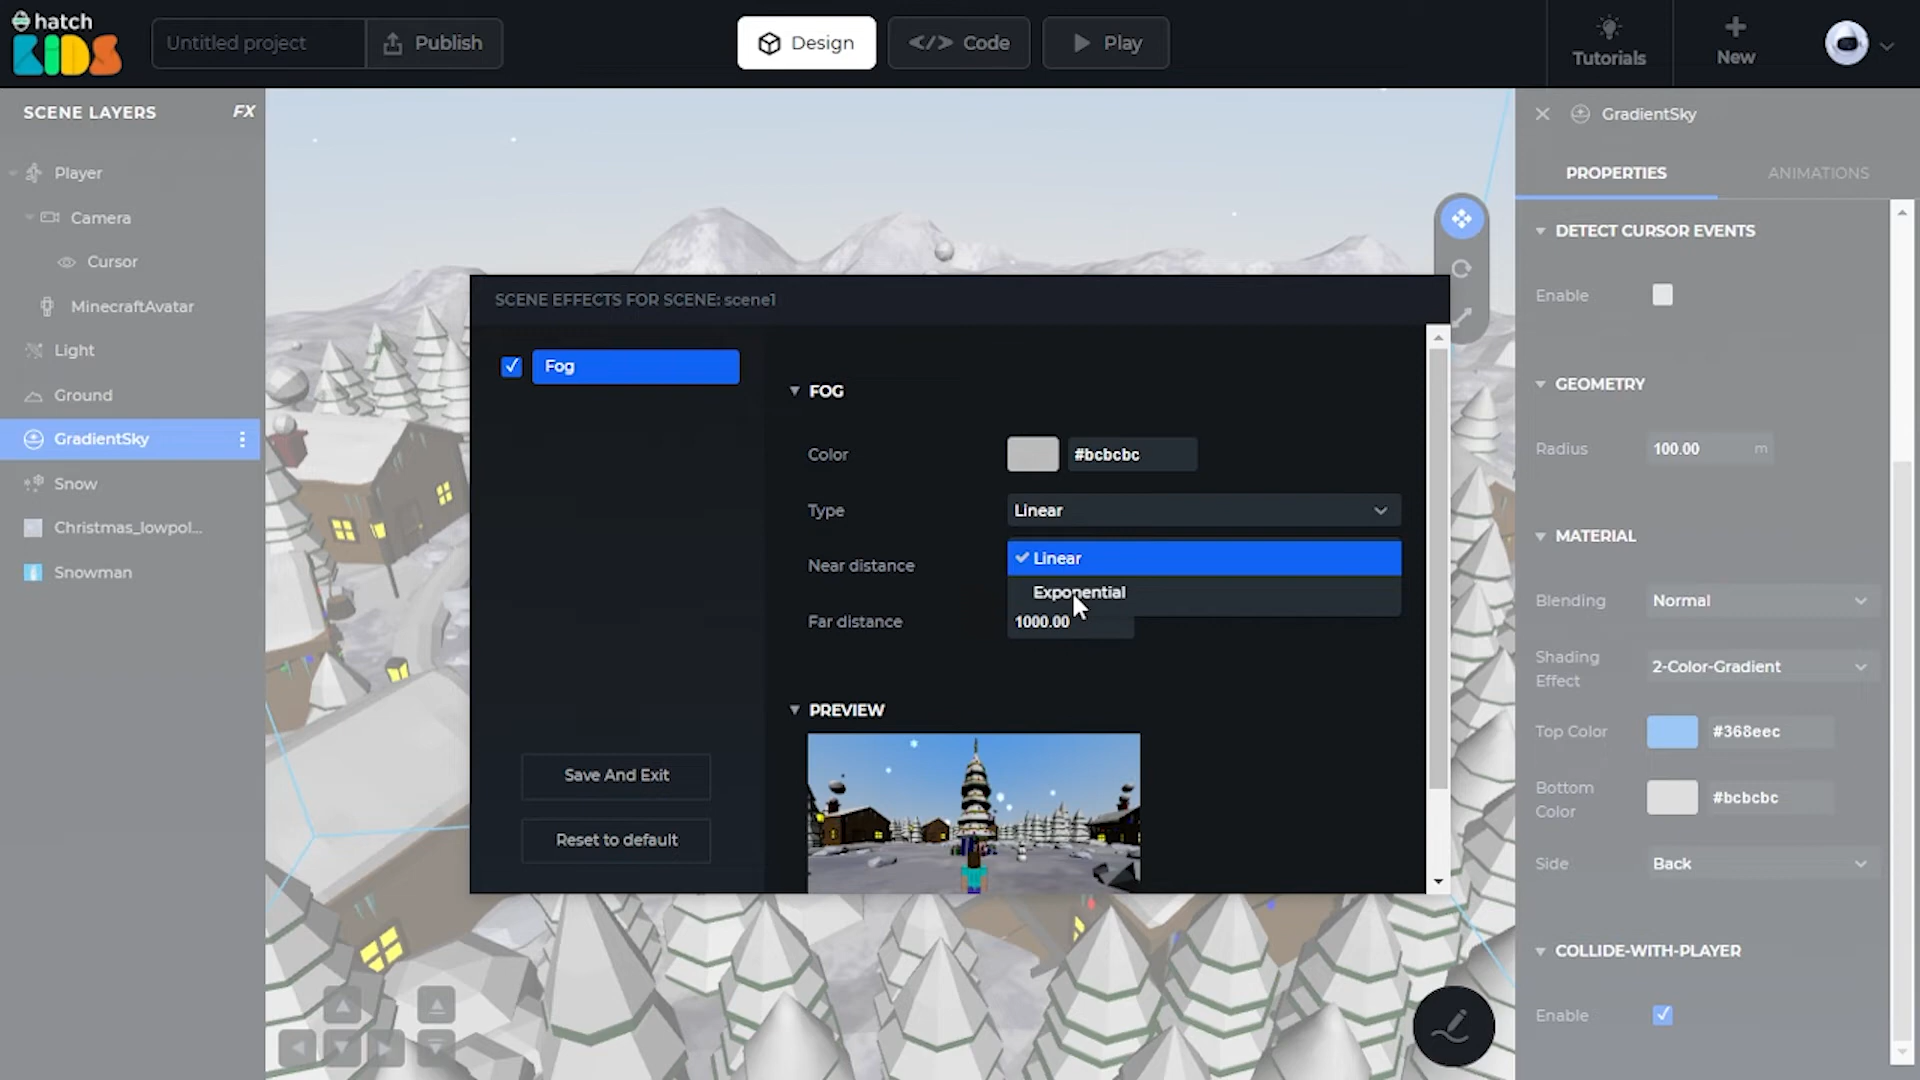 hatch
KIDS
Untitled project
Publish
Design
</> Code
Play
Tutorials
New
SCENE LAYERS
FX
Player
Camera
Cursor
MinecraftAvatar
Light
Ground
GradientSky
Snow
Christmas_lowpol...
Snowman
SCENE EFFECTS FOR SCENE: scene1
Fog
Save And Exit
Reset to default
FOG
Color
#bcbcbc
Type
Linear
Near distance
Linear
Exponential
Far distance
1000.00
PREVIEW
GradientSky
PROPERTIES
ANIMATIONS
DETECT CURSOR EVENTS
Enable
GEOMETRY
Radius
100.00
m
MATERIAL
Blending
Normal
Shading
Effect
2-Color-Gradient
Top Color
#368eec
Bottom
Color
#bcbcbc
Side
Back
COLLIDE-WITH-PLAYER
Enable